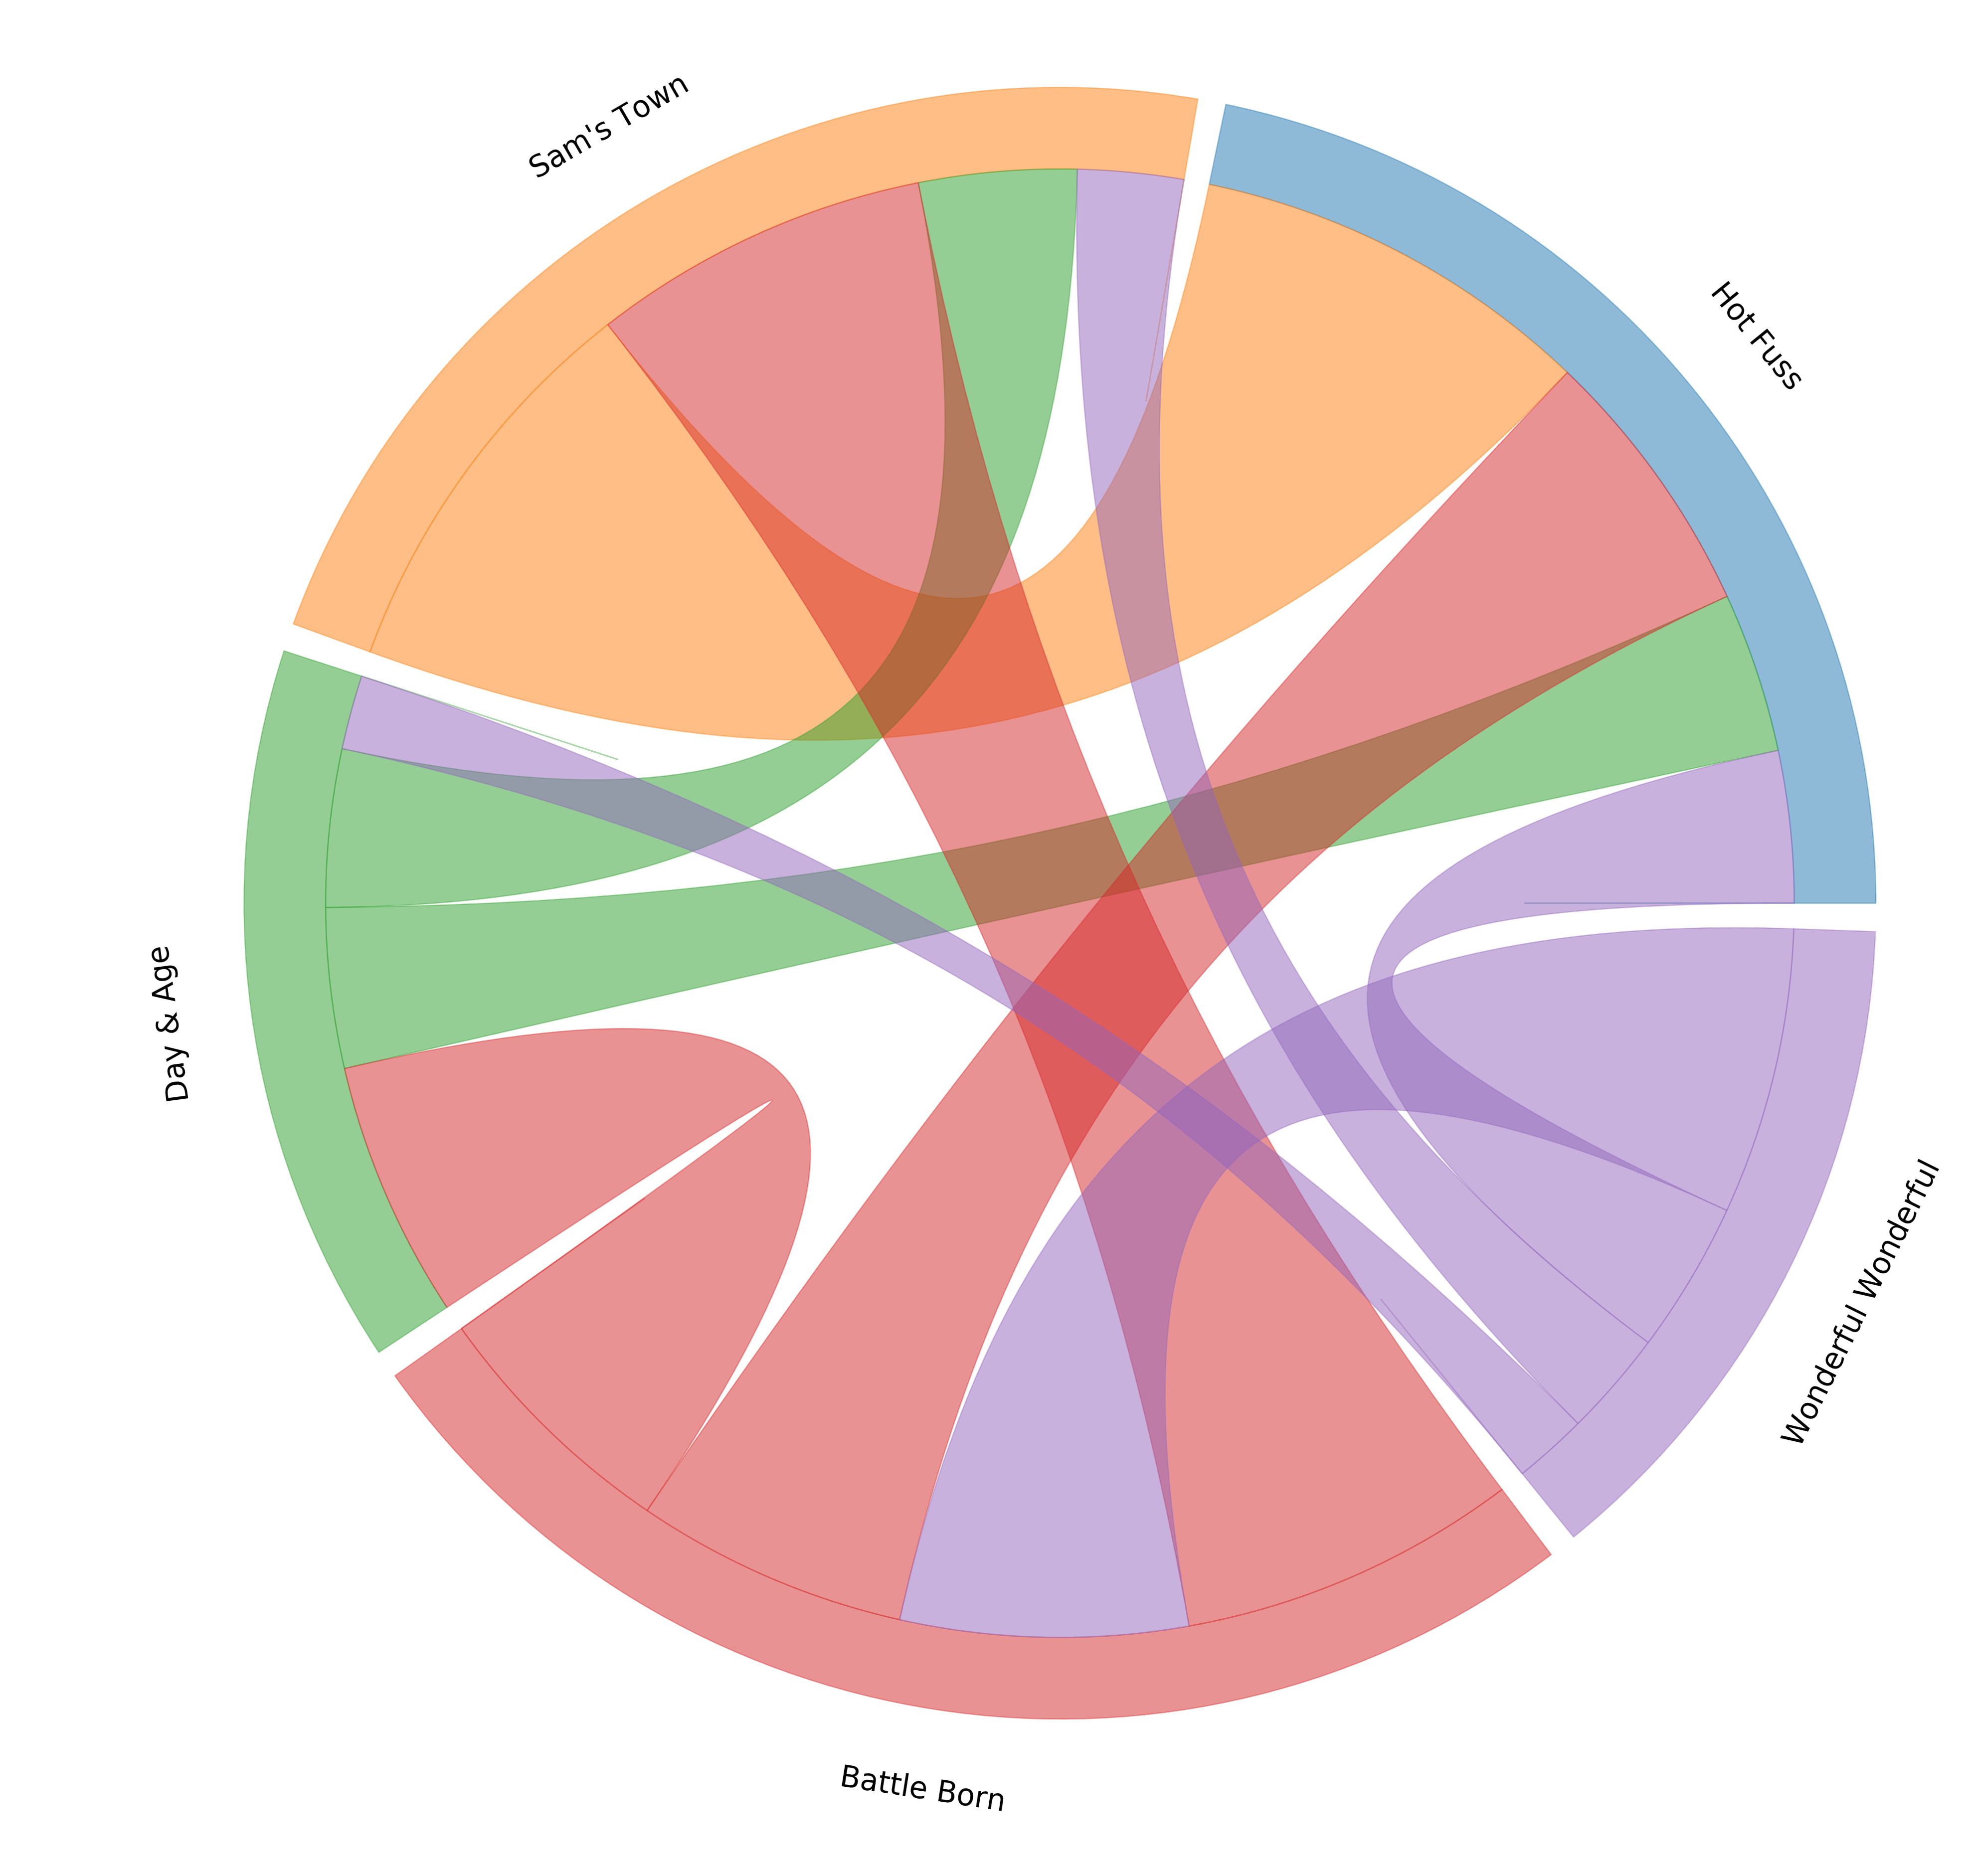 Sam's Town
Hot Fuss
Day & Age
Wonderful Wonderful
Battle Born